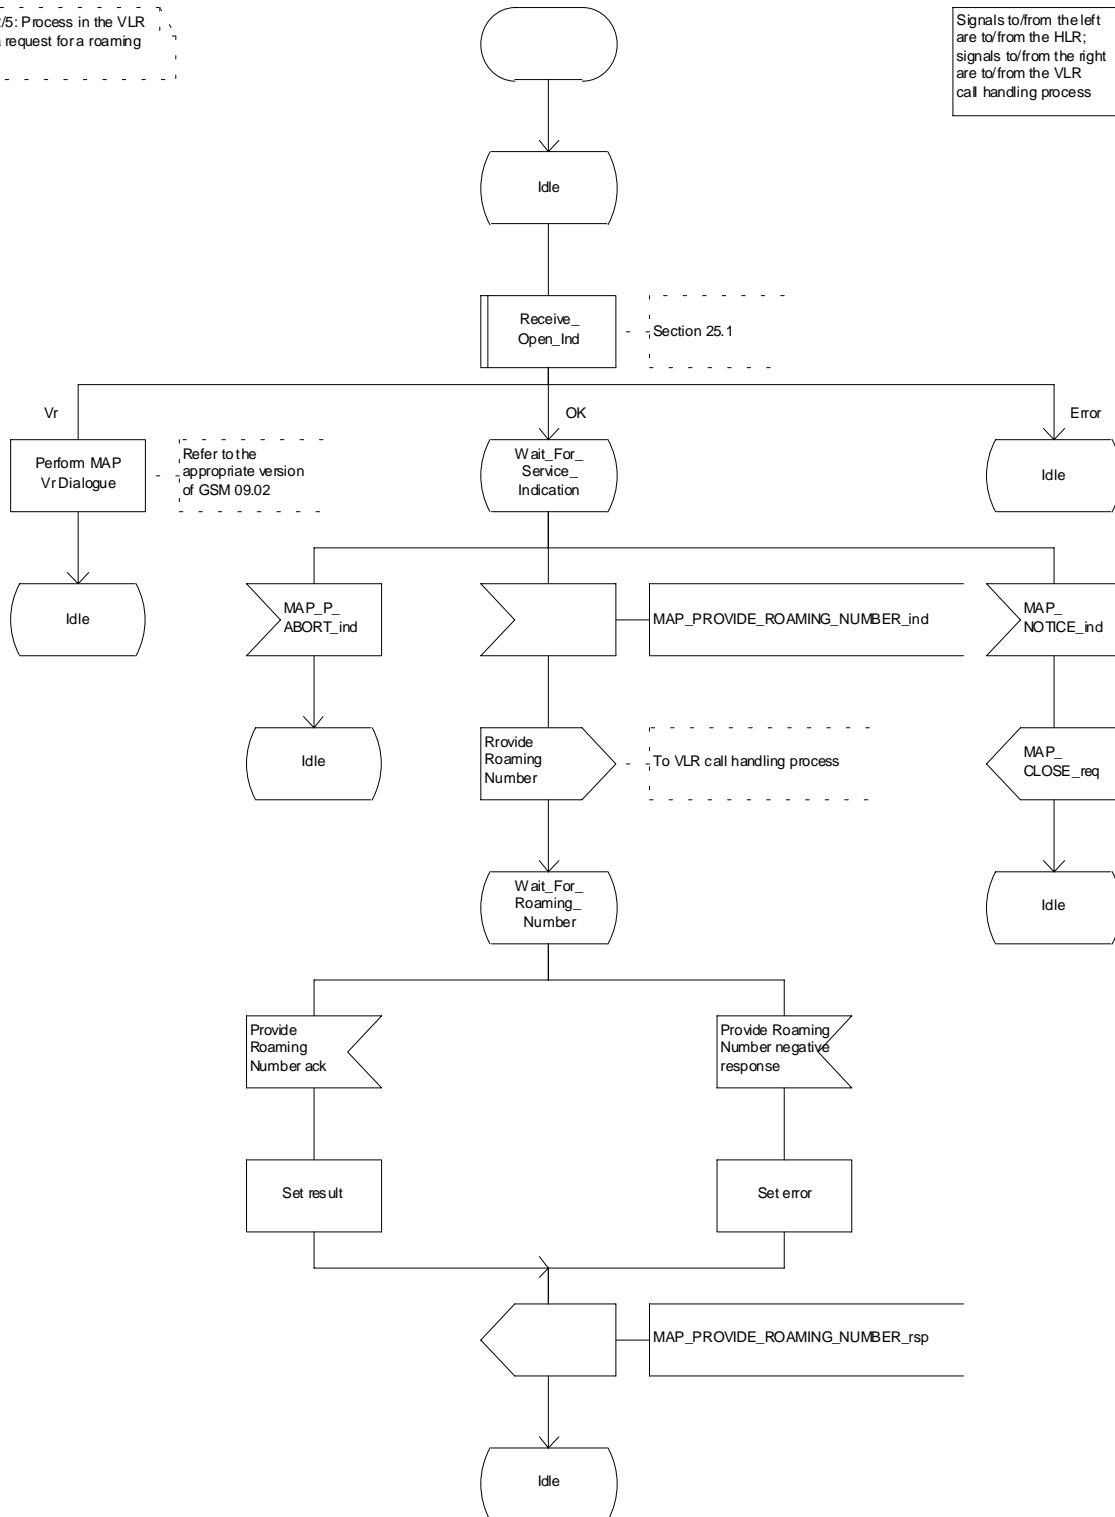 /5: Process in the VLR
request for a roaming
Signals to/from the left
are to/from the HLR;
signals to/from the right
are to/from the VLR
call handling process
Idle
Receive_
Open_Ind
Section 25.1
Vr
OK
Error
Perform MAP
Vr Dialogue
Refer to the
appropriate version
of GSM 09.02
Wait_For_
Service_
Indication
Idle
Idle
MAP_P_
ABORT_ind
MAP_PROVIDE_ROAMING_NUMBER_ind
MAP_
NOTICE_ind
Idle
Rrovide
Roaming
Number
To VLR call handling process
MAP_
CLOSE_req
Wait_For_
Roaming_
Number
Idle
Provide
Roaming
Number ack
Provide Roaming
Number negative
response
Set result
Set error
MAP_PROVIDE_ROAMING_NUMBER_rsp
Idle